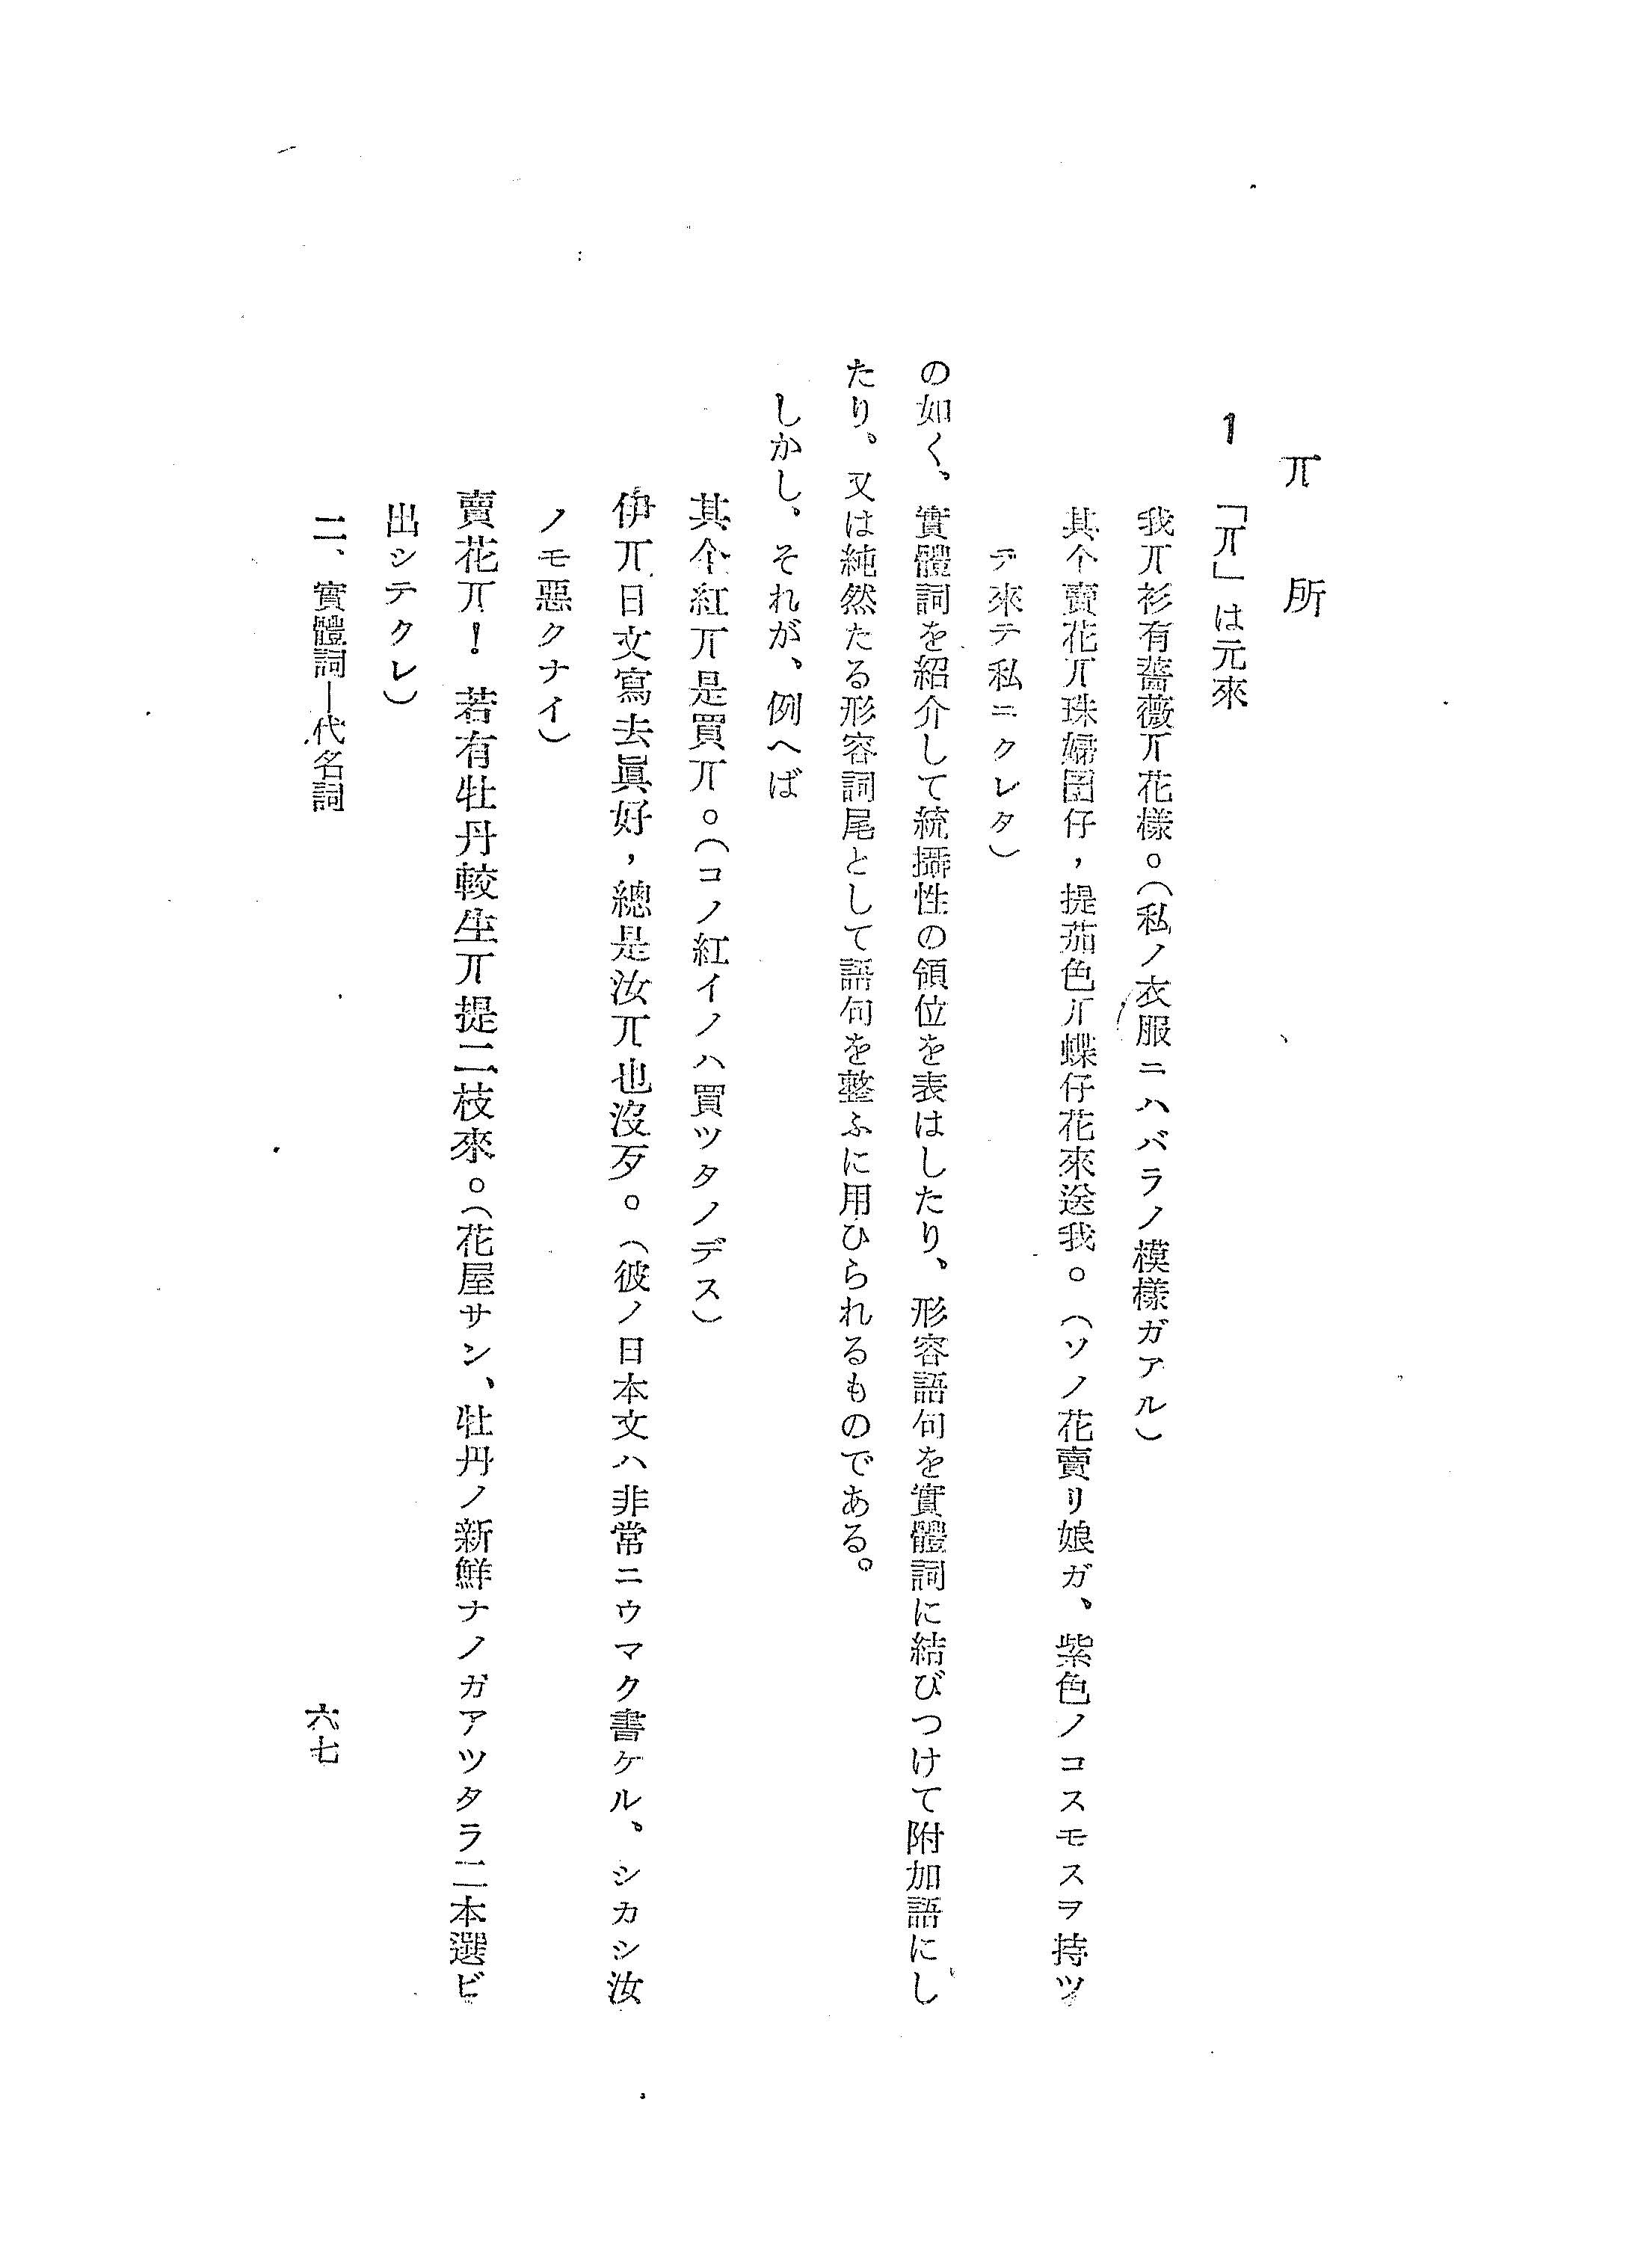 丌　所
1　「丌」は元來
我丌衫有薔薇丌花樣。（私ノ衣服ニハバラノ模樣ガアル）
其个賣花丌珠婦囝仔，提茄色丌蝶仔花來送我。（ソノ花賣リ娘ガ、紫色ノコスモスヲ持ツ
テ來テ私ニクレタ）
の如く、實體詞を紹介して統攝性の領位を表はしたり、形容語句を實體詞に結びつけて附加語にし
たり、又は純然たる形容詞尾として語句を整ふに用ひられるものである。
しかし、それが、例へば
其个紅丌是買丌。（コノ紅イノハ買ツタノデス）
伊丌日文寫去眞好，總是汝丌也沒歹。（彼ノ日本文ハ非常ニウマク書ケル、シカシ汝
ノモ惡クナイ）
賣花丌！　若有牡丹較生丌提二枝來。（花屋サン、牡丹ノ新鮮ナノガアツタラ二本選ビ
出シテクレ）
二、實體詞―代名詞
六七